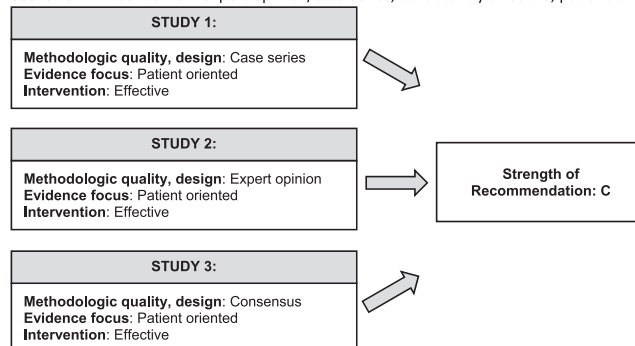 STUDY 1:
Methodologic quality, design: Case series
Evidence focus: Patient oriented
Intervention: Effective
STUDY 2:
Methodologic quality, design: Expert opinion
Evidence focus: Patient oriented
Intervention: Effective
Strength of
Recommendation: C
STUDY 3:
Methodologic quality, design: Consensus
Evidence focus: Patient oriented
Intervention: Effective